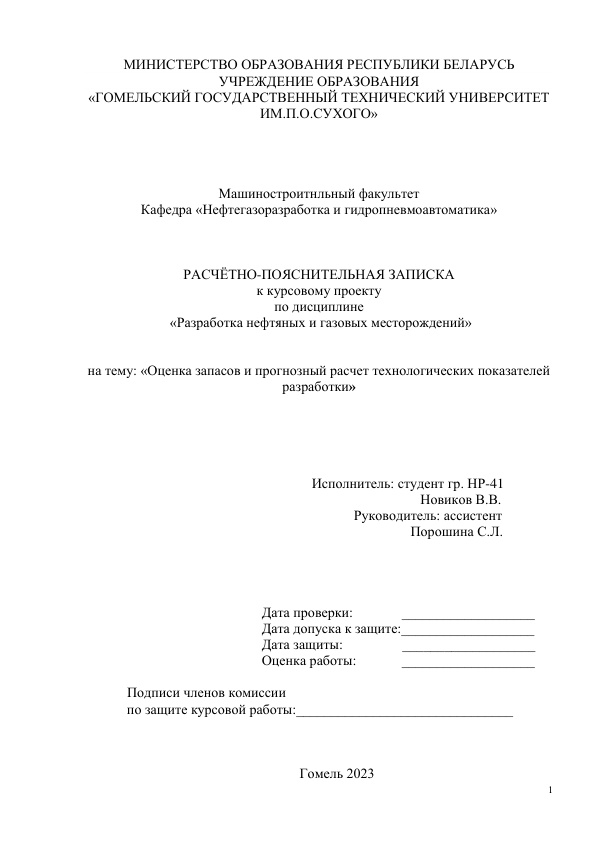 МИНИСТЕРСТВО ОБРАЗОВАНИЯ РЕСПУБЛИКИ БЕЛАРУСЬ
УЧРЕЖДЕНИЕ ОБРАЗОВАНИЯ
«ГОМЕЛЬСКИЙ ГОСУДАРСТВЕННЫЙ ТЕХНИЧЕСКИЙ УНИВЕРСИТЕТ
ИМ.П.О.СУХОГО»
Машиностроитнльный факультет
Кафедра «Нефтегазоразработка и гидропневмоавтоматика»
РАСЧЁТНО-ПОЯСНИТЕЛЬНАЯ ЗАПИСКА
к курсовому проекту
по дисциплине
«Разработка нефтяных и газовых месторождений»
на тему: «Оценка запасов и прогнозный расчет технологических показателей
разработки»
Исполнитель: студент гр. НР-41
Новиков В.В.
Руководитель: ассистент
Порошина С.Л.
Дата проверки: ___________________
Дата допуска к защите:___________________
Дата защиты: ___________________
Оценка работы: ___________________
Подписи членов комиссии
по защите курсовой работы:_______________________________
Гомель 2023
1